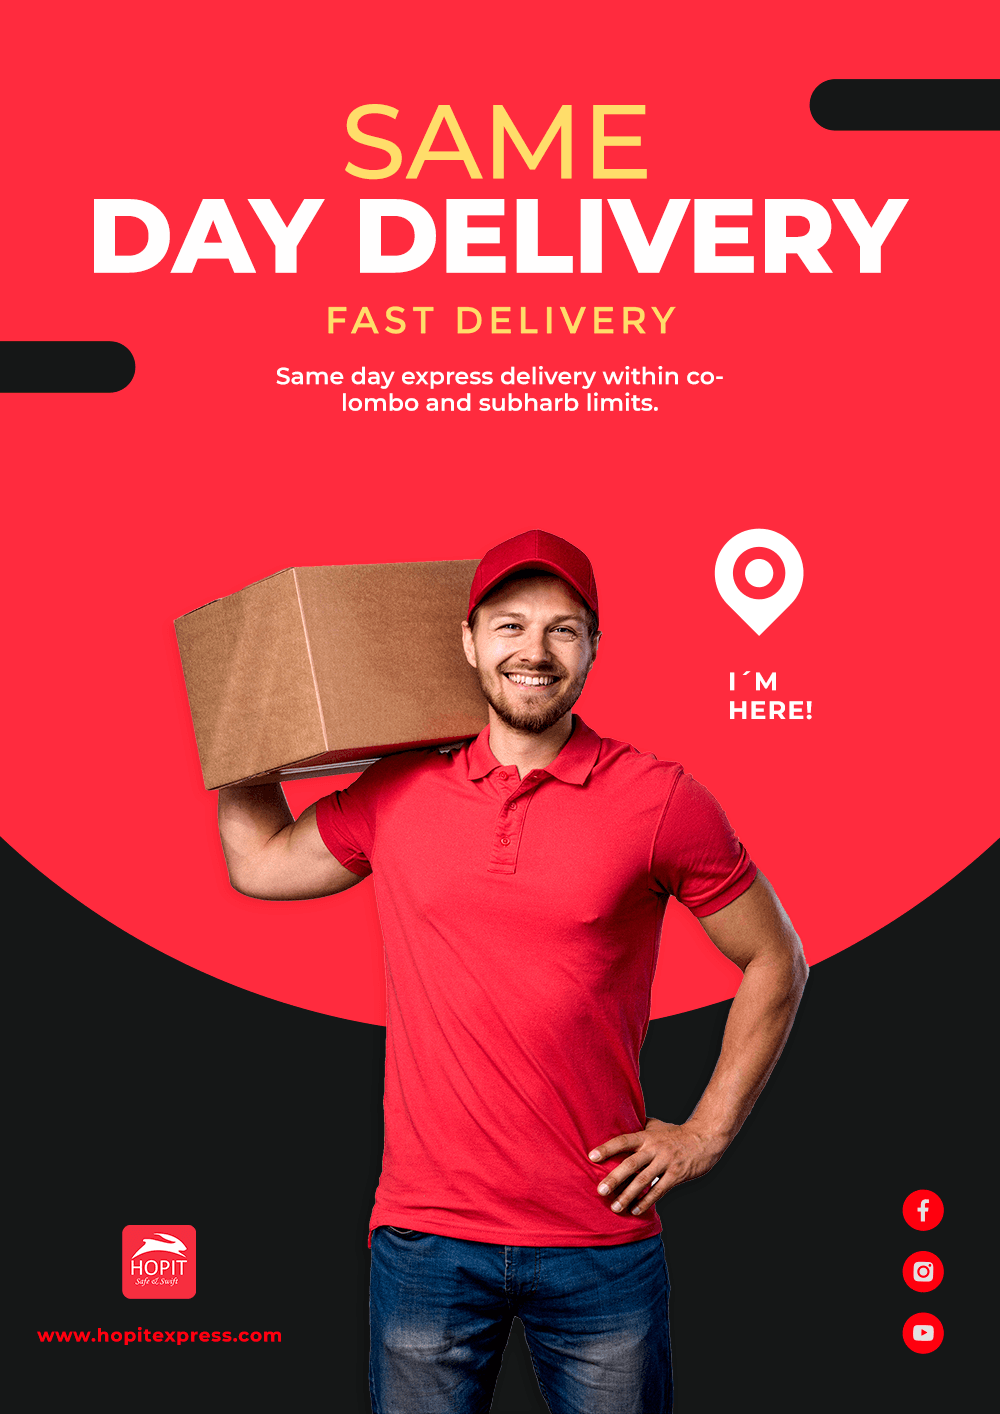 SAME
DAY DELIVERY
FAST DELIVERY
Same day express delivery within co-
lombo and subharb limits.
I´M
HERE!
HOPIT
Safe & Swift
www.hopitexpress.com